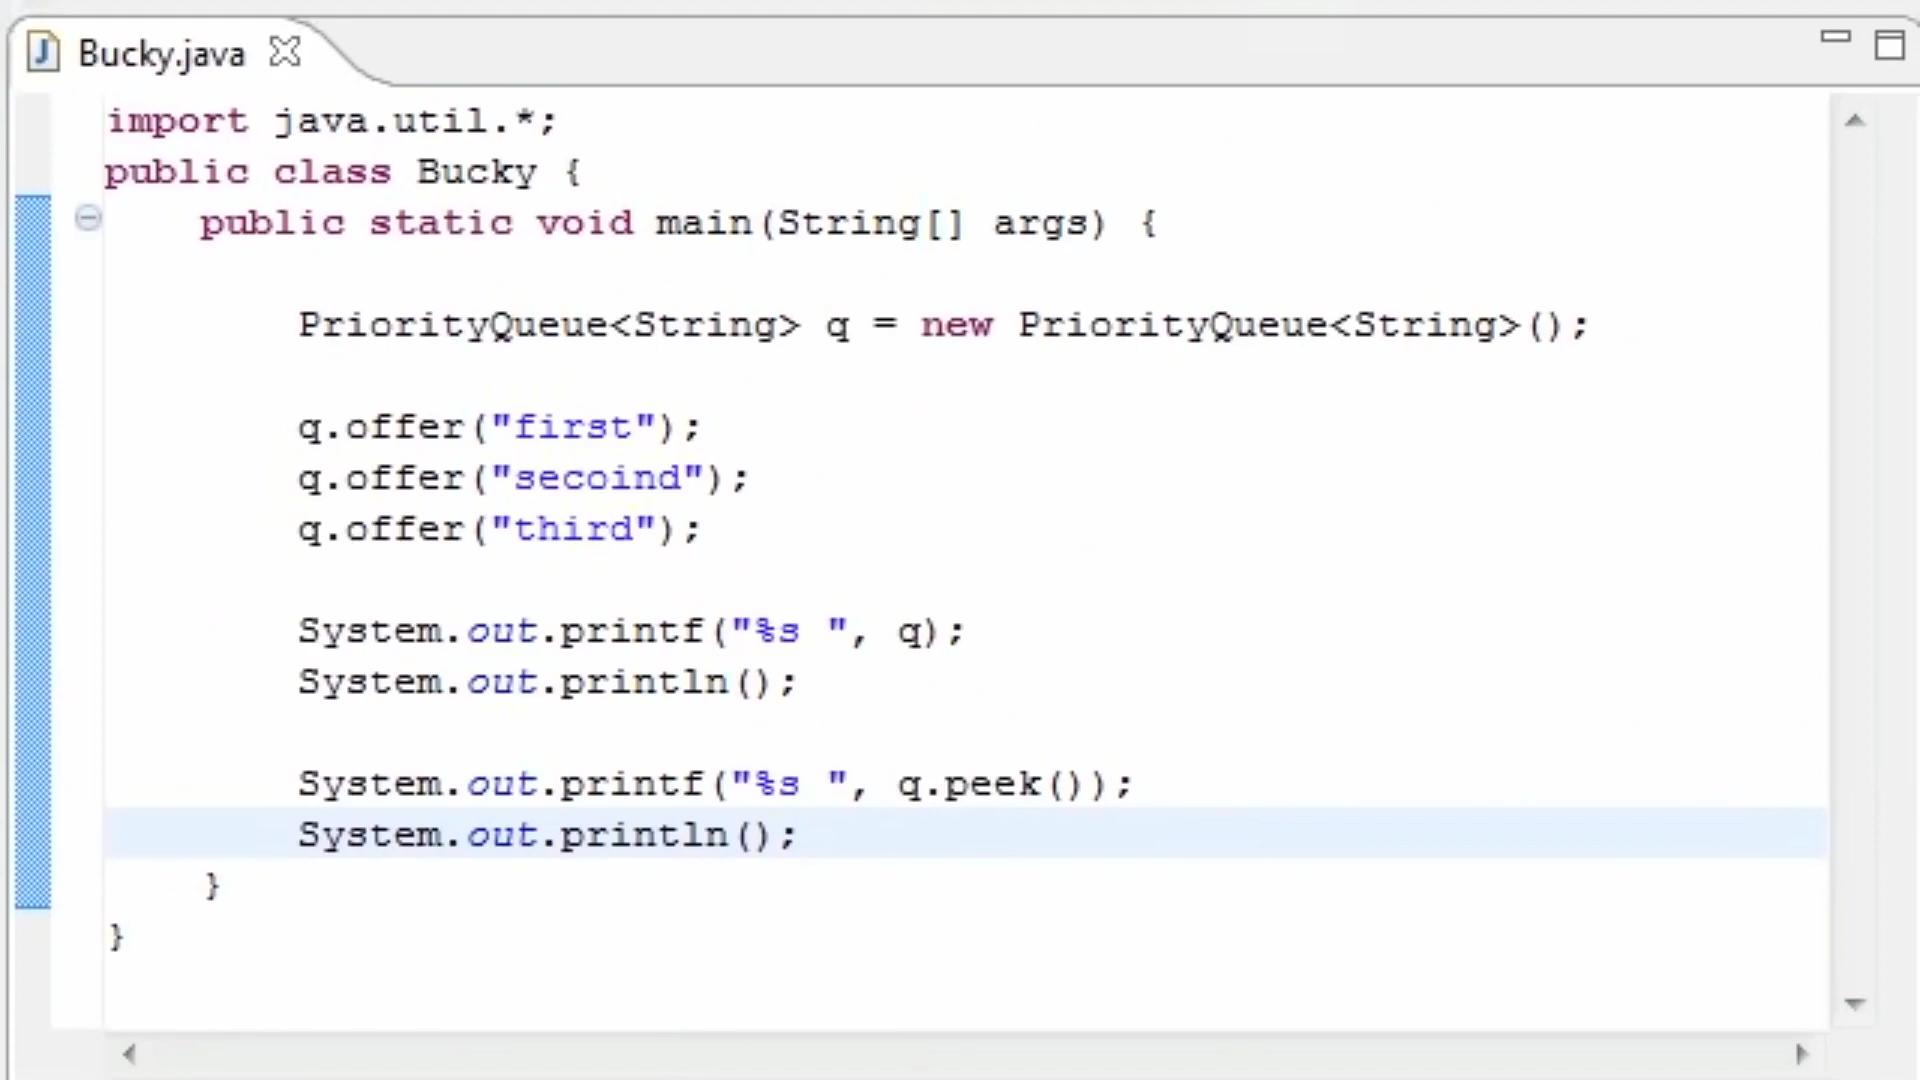 Bucky.java
import java.util.*;
public class Bucky {
public static void main(String[] args) {
PriorityQueue<String> q = new PriorityQueue<String>();
q.offer("first");
q.offer("secoind");
q.offer("third");
System.out.printf("%s ", q);
System.out.println();
System.out.printf("%s ", q.peek());
System.out.println();
}
}